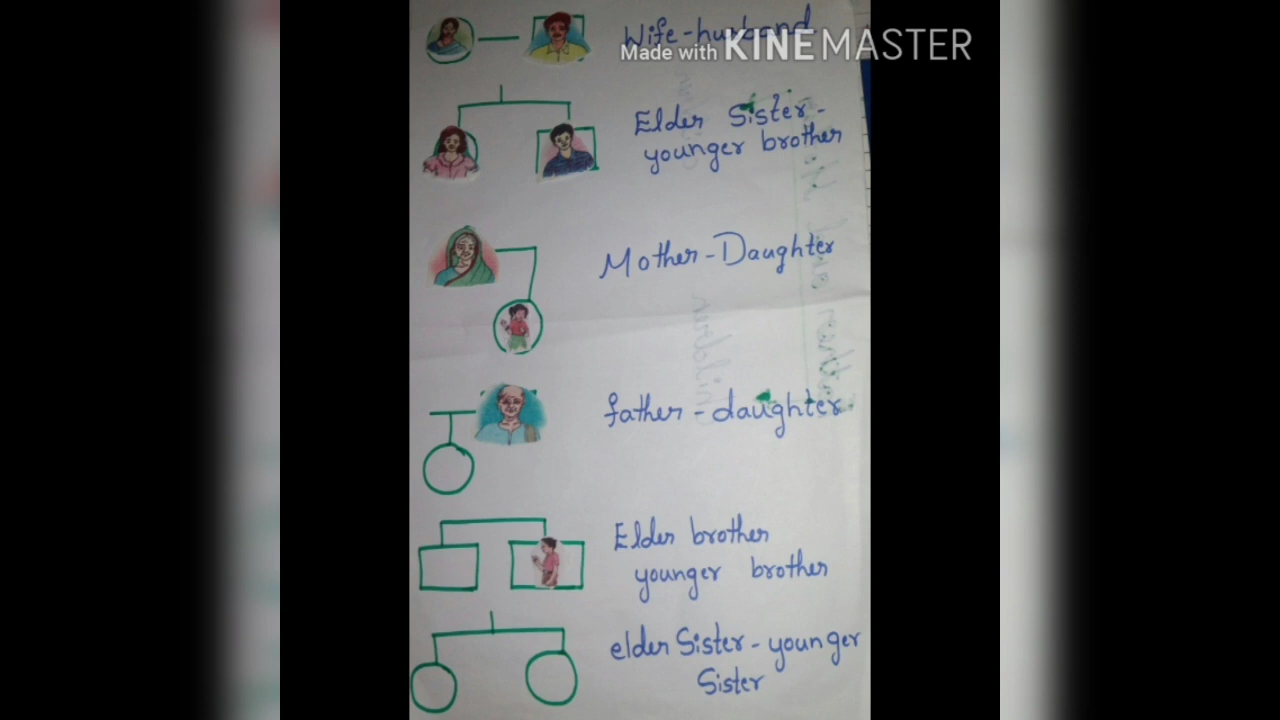 Wife-husband
Made with KINEMASTER
Elder Sister-
younger brother
Mother-Daughter
father-daughter
Elder brother
younger brother
elder Sister-younger
Sister